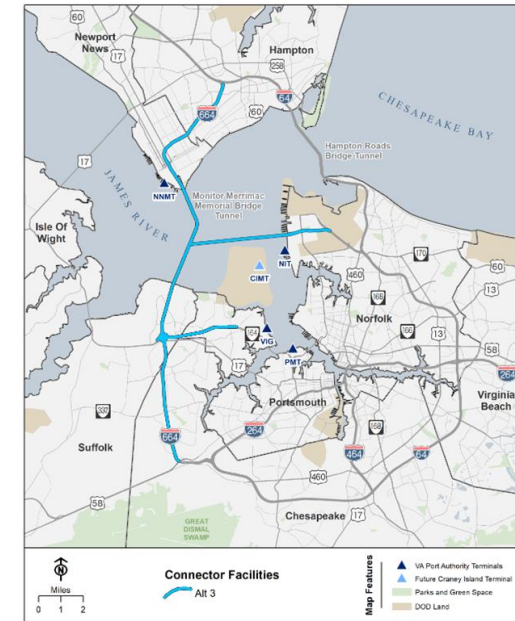 60
Newport
News
17
Hampton
258
664
60
64
CHESAPEAKE BAY
Hampton Roads
Bridge Tunnel
17
JAMES RIVER
NNMT
Monitor Merrimac
Memorial Bridge
Tunnel
Isle Of
Wight
NIT
CIMT
460
170
60
13
168
Norfolk
164
VIG
166
13
17
PMT
58
264
Virginia
Beach
Portsmouth
337
664
264
168
464
64
Suffolk
460
58
Chesapeake
17
GREAT
DISMAL
SWAMP
N
Miles
0 1 2
Connector Facilities
Alt 3
Map Features
VA Port Authority Terminals
Future Craney Island Terminal
Parks and Green Space
DOD Land